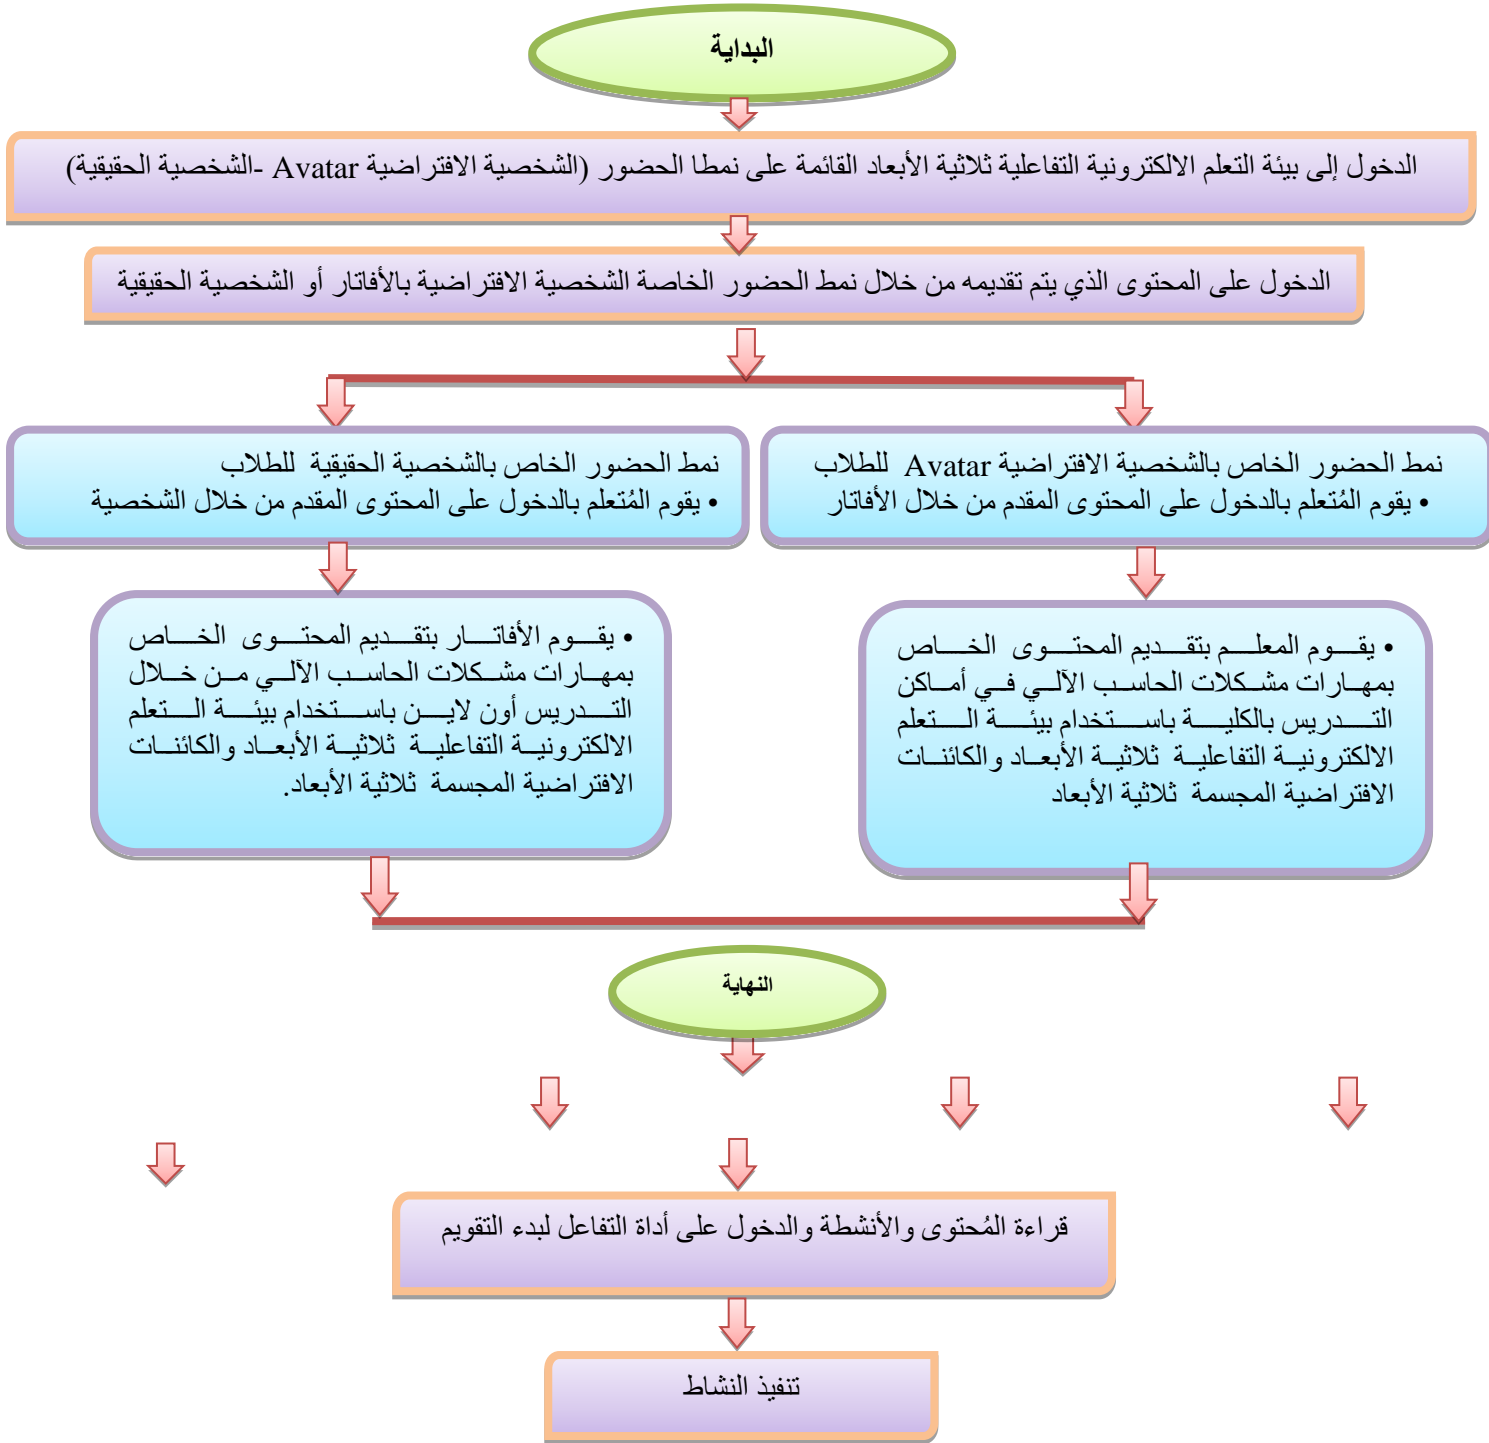 البداية
الدخول إلى بيئة التعلم الالكترونية التفاعلية ثلاثية الأبعاد القائمة على نمطا الحضور (الشخصية الافتراضية Avatar -الشخصية الحقيقية)
الدخول على المحتوى الذي يتم تقديمه من خلال نمط الحضور الخاصة الشخصية الافتراضية بالأفاتار أو الشخصية الحقيقية
نمط الحضور الخاص بالشخصية الافتراضية Avatar للطلاب
• يقوم المُتعلم بالدخول على المحتوى المقدم من خلال الأفاتار
نمط الحضور الخاص بالشخصية الحقيقية للطلاب
• يقوم المُتعلم بالدخول على المحتوى المقدم من خلال الشخصية
• يقوم المعلم بتقديم المحتوى الخاص
بمهارات مشكلات الحاسب الآلي في أماكن
التدريس بالكلية باستخدام بيئة التعلم
الالكترونية التفاعلية ثلاثية الأبعاد والكائنات
الافتراضية المجسمة ثلاثية الأبعاد
• يقوم الأفاتار بتقديم المحتوى الخاص
بمهارات مشكلات الحاسب الآلي من خلال
التدريس أون لاين باستخدام بيئة التعلم
الالكترونية التفاعلية ثلاثية الأبعاد والكائنات
الافتراضية المجسمة ثلاثية الأبعاد.
النهاية
قراءة المُحتوى والأنشطة والدخول على أداة التفاعل لبدء التقويم
تنفيذ النشاط